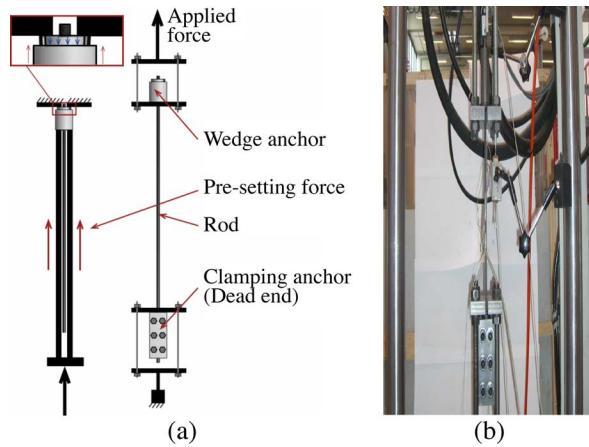 Applied
force
Wedge anchor
Pre-setting force
Rod
Clamping anchor
(Dead end)
(a)
(b)